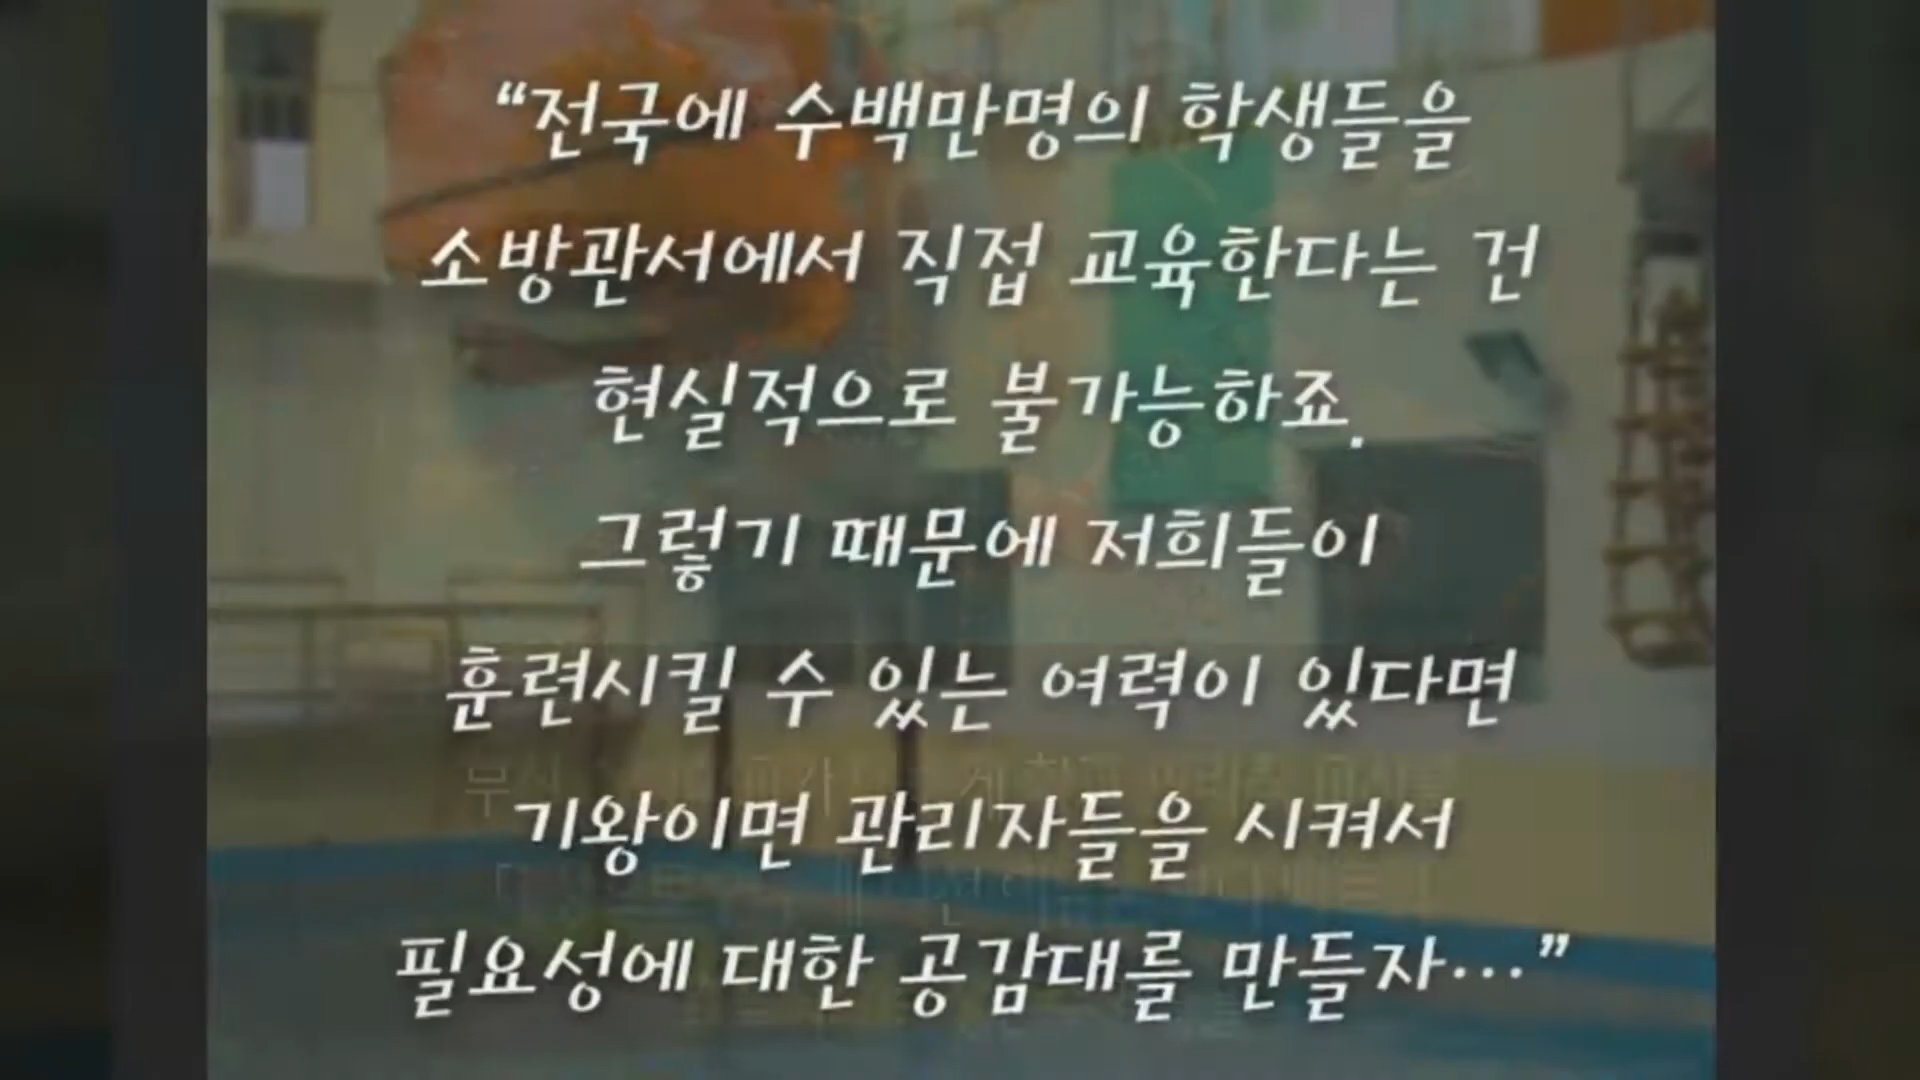 “전국에 수백만명의 학생들을
소방관서에서 직접 교육한다는 건
현실적으로 불가능하죠.
그렇기 때문에 저희들이
훈련시킬 수 있는 여력이 있다면
기왕이면 관리자들을 시켜서
필요성에 대한 공감대를 만들자…”